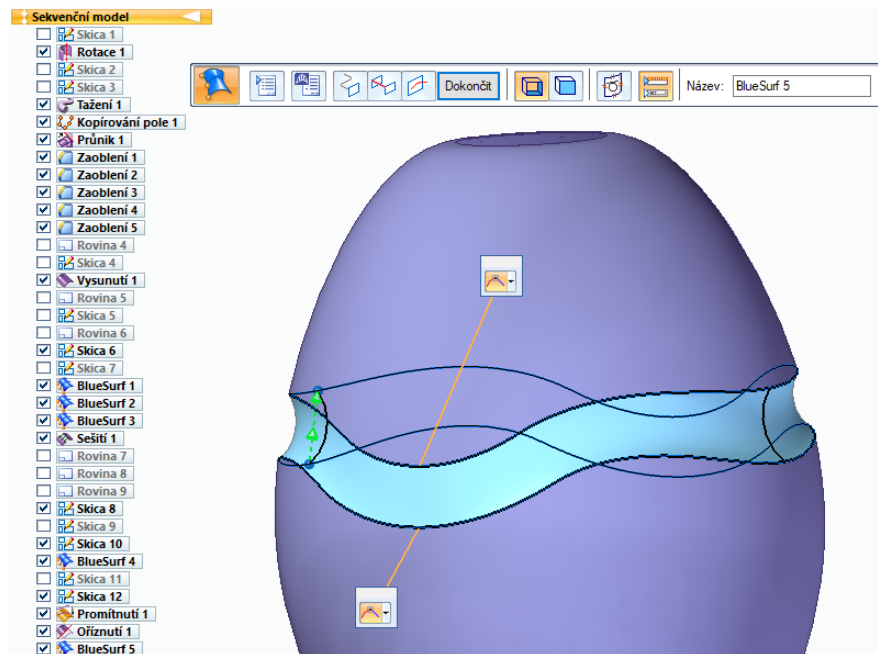 Sekvenční model
Skica 1
Rotace 1
Skica 2
Skica 3
Tažení 1
Kopírování pole 1
Průnik 1
Zaoblení 1
Zaoblení 2
Zaoblení 3
Zaoblení 4
Zaoblení 5
Rovina 4
Skica 4
Vysunutí 1
Rovina 5
Skica 5
Rovina 6
Skica 6
Skica 7
BlueSurf 1
BlueSurf 2
BlueSurf 3
Sešití 1
Rovina 7
Rovina 8
Rovina 9
Skica 8
Skica 9
Skica 10
BlueSurf 4
Skica 11
Skica 12
Promítnutí 1
Oříznutí 1
BlueSurf 5
Dokončit
Název: BlueSurf 5